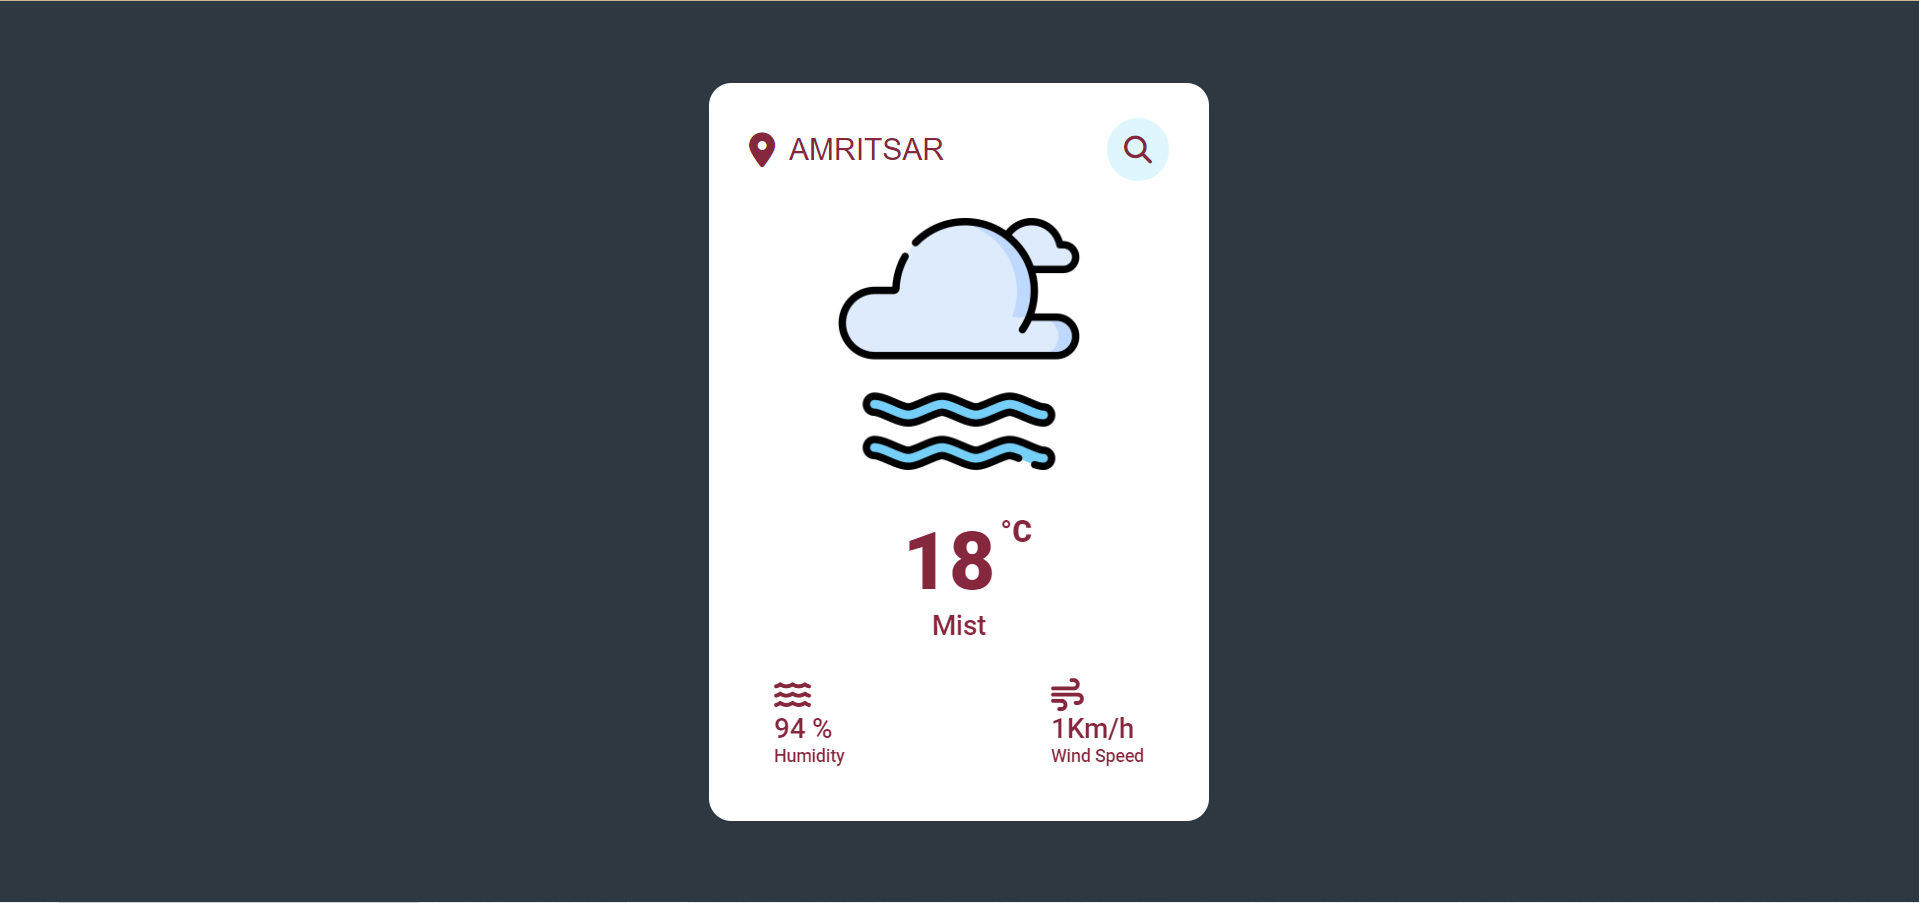 AMRITSAR
18 °C
Mist
94 %
Humidity
1Km/h
Wind Speed